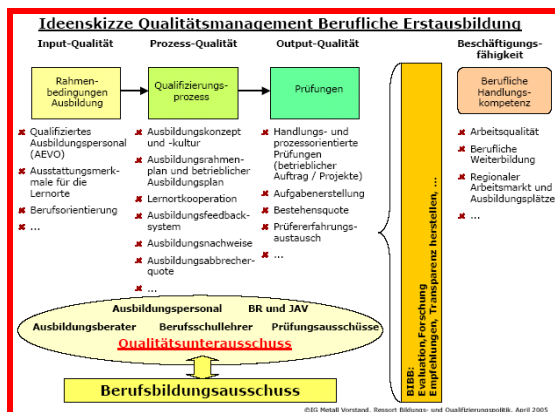 Ideenskizze Qualitätsmanagement Berufliche Erstausbildung
Input-Qualität
Rahmen-
bedingungen
Ausbildung
Qualifiziertes
Ausbildungspersonal
(AEVO)
Ausstattungsmerk-
male für die
Lernorte
Berufsorientierung
...
Prozess-Qualität
Qualifizierungs-
prozess
Ausbildungskonzept
und -kultur
Ausbildungsrahmen-
plan und betrieblicher
Ausbildungsplan
Lernortkooperation
Ausbildungsfeedback-
system
Ausbildungsnachweise
Ausbildungsabbrecher-
quote
...
Output-Qualität
Prüfungen
Handlungs- und
prozessorientierte
Prüfungen
(betrieblicher
Auftrag / Projekte)
Aufgabenerstellung
Bestehensquote
Prüfererfahrungs-
austausch
...
BIBB:
Evaluation,Forschung
Empfehlungen, Transparenz herstellen, ...
Beschäftigungs-
fähigkeit
Berufliche
Handlungs-
kompetenz
Arbeitsqualität
Berufliche
Weiterbildung
Regionaler
Arbeitsmarkt und
Ausbildungsplätze
...
Ausbildungspersonal BR und JAV
Ausbildungsberater Berufsschullehrer Prüfungsausschüsse
Qualitätsunterausschuss
Berufsbildungsausschuss
©IG Metall Vorstand, Ressort Bildungs- und Qualifizierungspolitik, April 2005